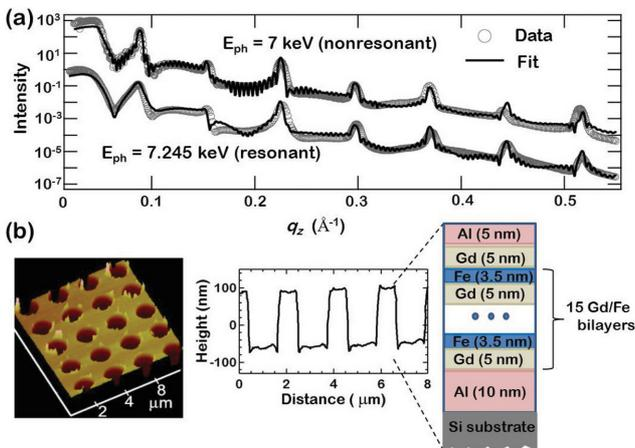 (a)
10³
10¹
10⁻¹
10⁻³
10⁻⁵
10⁻⁷
Intensity
Eph = 7 keV (nonresonant)
Data
Fit
Eph = 7.245 keV (resonant)
0 0.1 0.2 0.3 0.4 0.5
qz (Å⁻¹)
(b)
2 4 6 8
μm
Height (nm)
100
0
-100
0 2 4 6 8
Distance ( μm)
Al (5 nm)
Gd (5 nm)
Fe (3.5 nm)
Gd (5 nm)
Fe (3.5 nm)
Gd (5 nm)
Al (10 nm)
Si substrate
15 Gd/Fe
bilayers